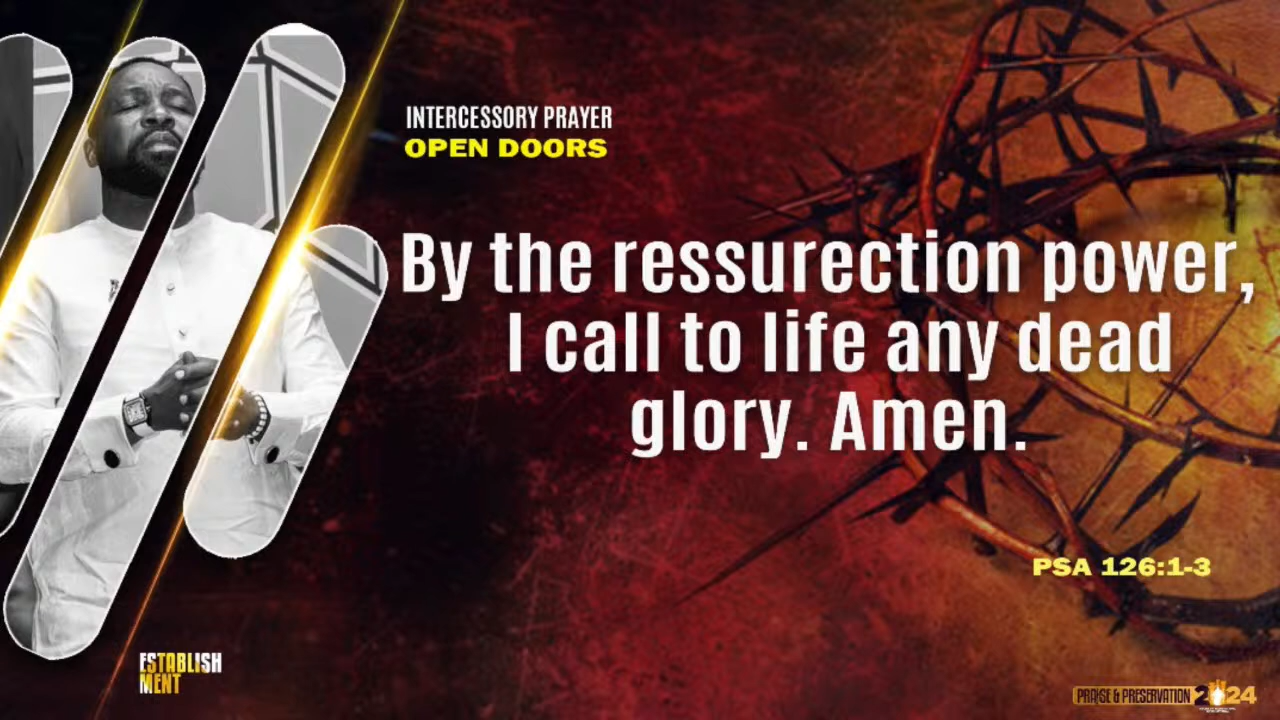 INTERCESSORY PRAYER
OPEN DOORS
By the ressurection power,
I call to life any dead
glory. Amen.
PSA 126:1-3
ESTABLISH
MENT
PRAISE & PRESERVATION 2024